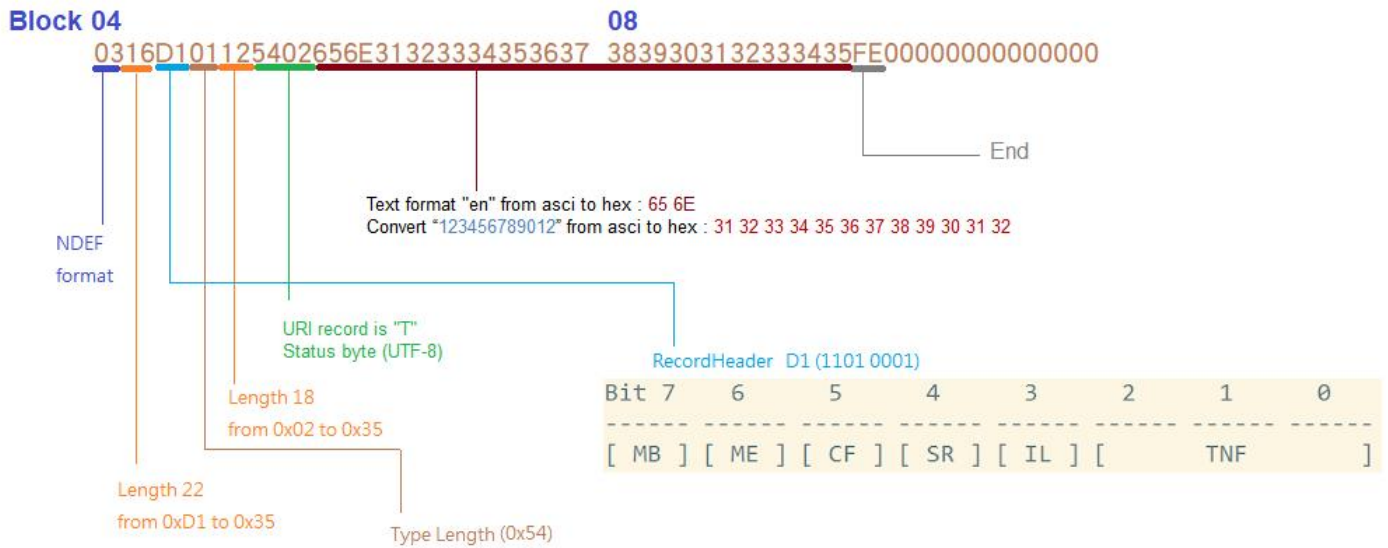 Block 04 08
0316D101125402656E31323334353637 3839303132333435FE00000000000000
End
Text format "en" from asci to hex : 65 6E
Convert “123456789012” from asci to hex : 31 32 33 34 35 36 37 38 39 30 31 32
NDEF
format
URI record is "T"
Status byte (UTF-8)
RecordHeader D1 (1101 0001)
Length 18
from 0x02 to 0x35
Bit 7 6 5 4 3 2 1 0
------ ------ ------ ------ ------ ------ ------ ------
[ MB ] [ ME ] [ CF ] [ SR ] [ IL ] [ TNF ]
Length 22
from 0xD1 to 0x35
Type Length (0x54)